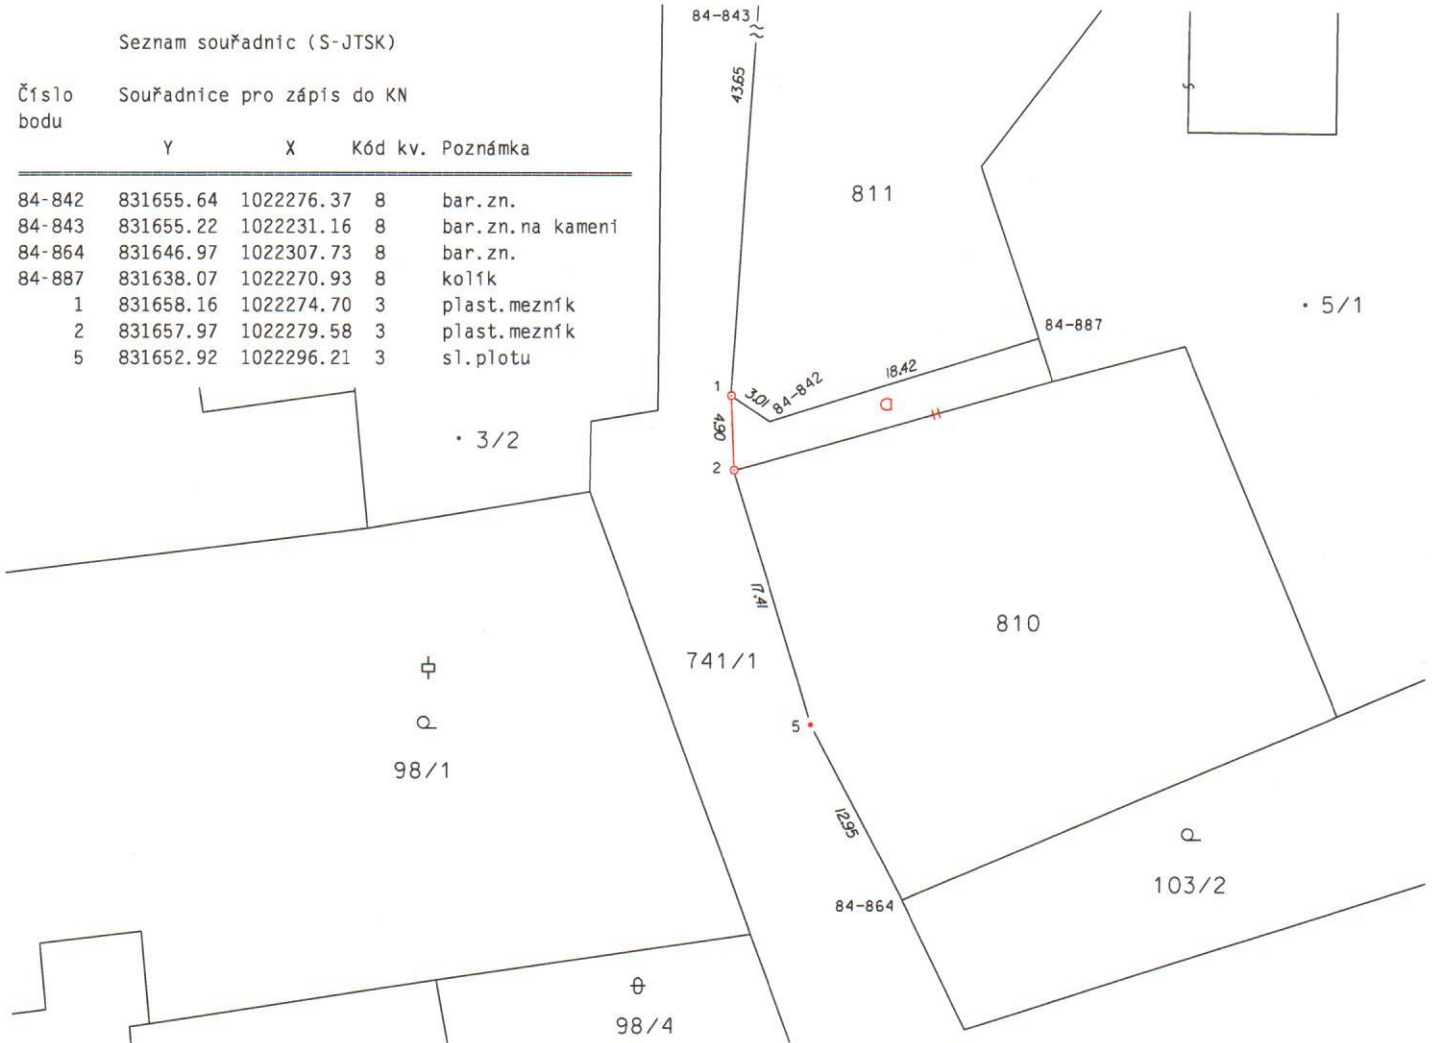 Seznam souřadnic (S-JTSK)
Číslo bodu Souřadnice pro zápis do KN
Y X Kód kv. Poznámka
84-842 831655.64 1022276.37 8 bar.zn.
84-843 831655.22 1022231.16 8 bar.zn.na kameni
84-864 831646.97 1022307.73 8 bar.zn.
84-887 831638.07 1022270.93 8 kolík
1 831658.16 1022274.70 3 plast.mezník
2 831657.97 1022279.58 3 plast.mezník
5 831652.92 1022296.21 3 sl.plotu
84-843
43.65
811
5/1
84-887
18.42
1
3.01
84-842
4.90
3/2
2
17.41
810
741/1
5
98/1
12.95
84-864
103/2
98/4